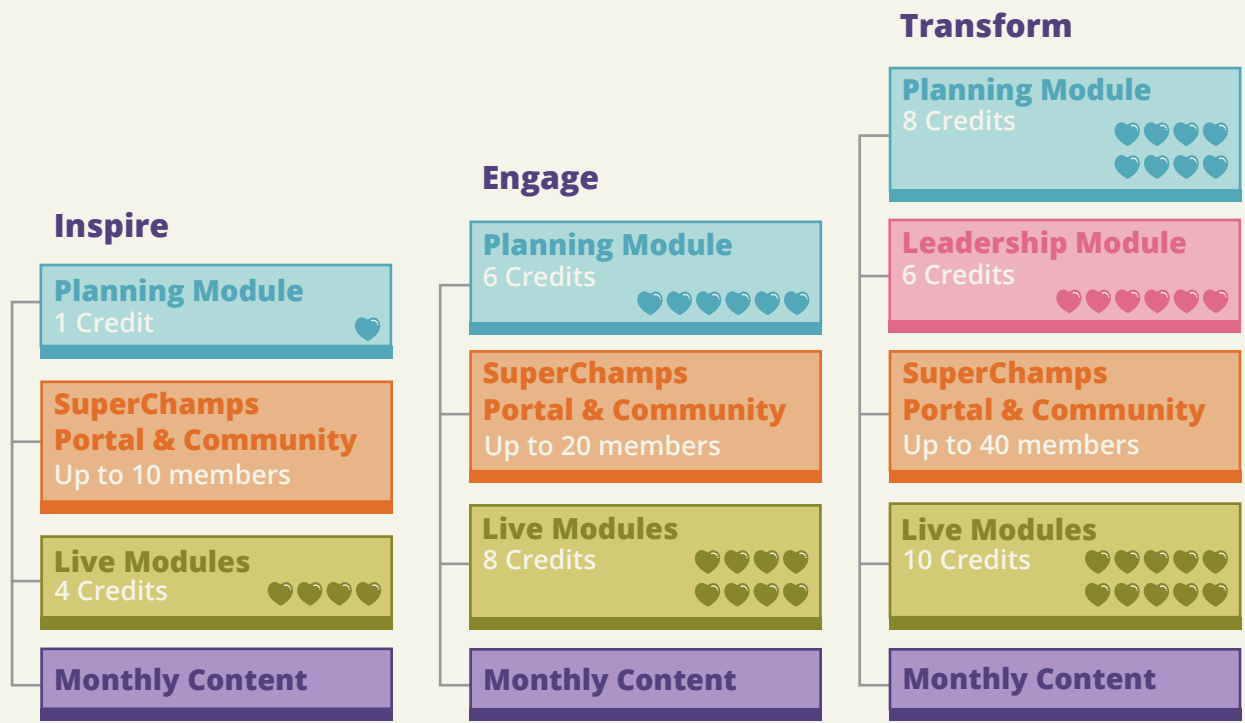 Inspire
Planning Module
1 Credit
SuperChamps
Portal & Community
Up to 10 members
Live Modules
4 Credits
Monthly Content
Engage
Planning Module
6 Credits
SuperChamps
Portal & Community
Up to 20 members
Live Modules
8 Credits
Monthly Content
Transform
Planning Module
8 Credits
Leadership Module
6 Credits
SuperChamps
Portal & Community
Up to 40 members
Live Modules
10 Credits
Monthly Content